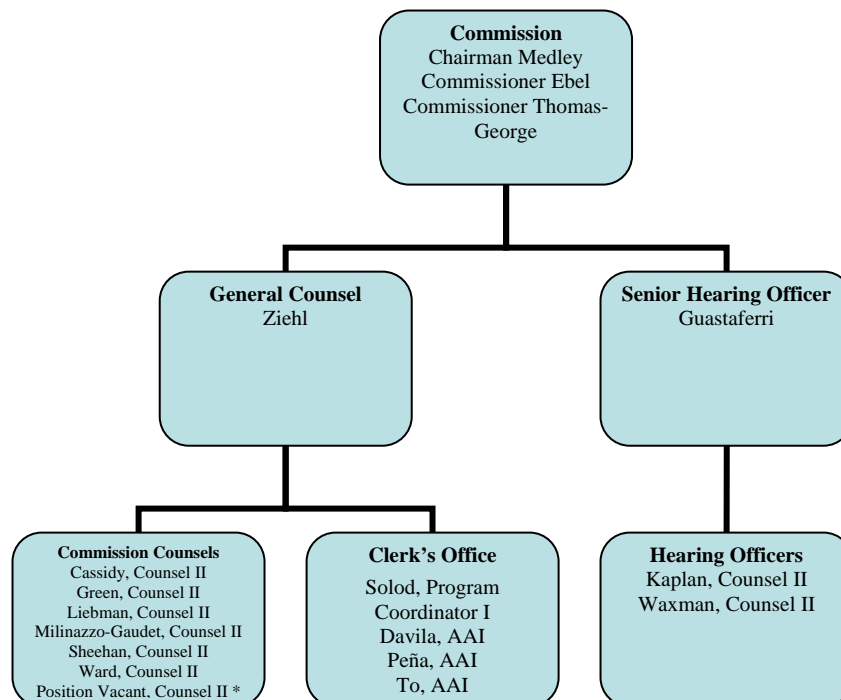 Commission
Chairman Medley
Commissioner Ebel
Commissioner Thomas-
George
General Counsel
Ziehl
Senior Hearing Officer
Guastaferri
Commission Counsels
Cassidy, Counsel II
Green, Counsel II
Liebman, Counsel II
Milinazzo-Gaudet, Counsel II
Sheehan, Counsel II
Ward, Counsel II
Position Vacant, Counsel II *
Clerk's Office
Solod, Program
Coordinator I
Davila, AAI
Peña, AAI
To, AAI
Hearing Officers
Kaplan, Counsel II
Waxman, Counsel II